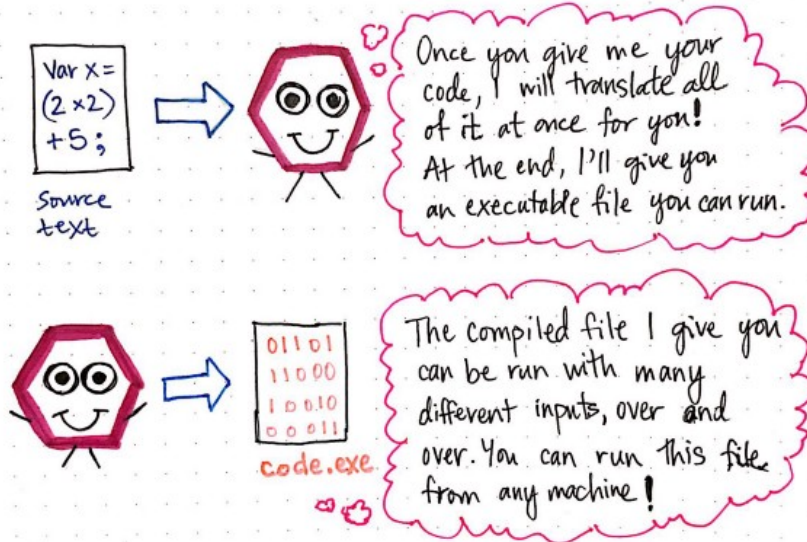 Var x =
(2 x 2)
+ 5 ;
source
text
Once you give me your
code, I will translate all
of it at once for you!
At the end, I'll give you
an executable file you can run.
01101
11000
10010
00011
code.exe
The compiled file I give you
can be run with many
different inputs, over and
over. You can run this file
from any machine!